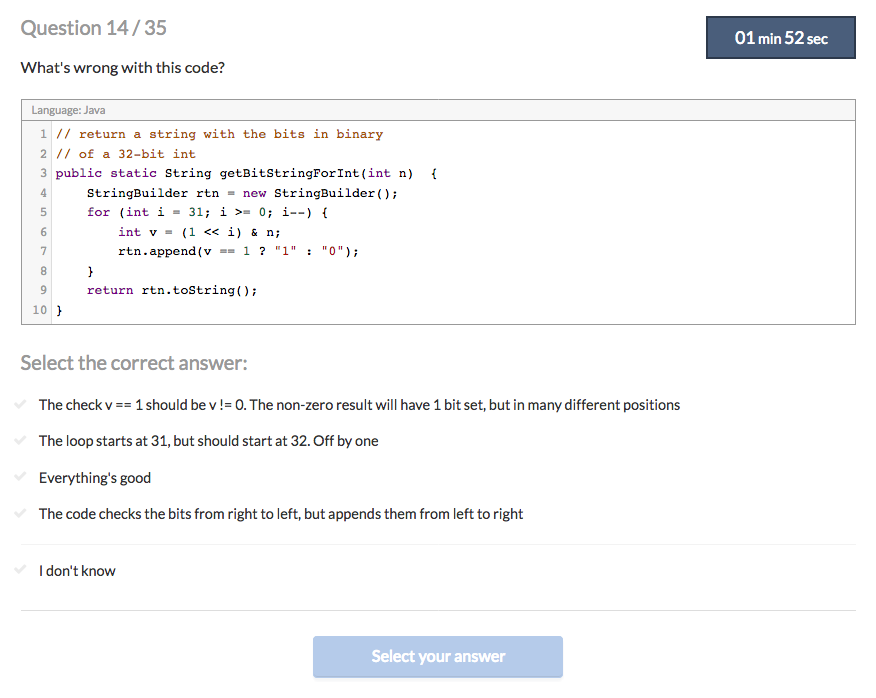 Question 14 / 35
01 min 52 sec
What's wrong with this code?
Language: Java
1 // return a string with the bits in binary
2 // of a 32-bit int
3 public static String getBitStringForInt(int n)  {
4     StringBuilder rtn = new StringBuilder();
5     for (int i = 31; i >= 0; i--) {
6         int v = (1 << i) & n;
7         rtn.append(v == 1 ? "1" : "0");
8     }
9     return rtn.toString();
10 }
Select the correct answer:
The check v == 1 should be v != 0. The non-zero result will have 1 bit set, but in many different positions
The loop starts at 31, but should start at 32. Off by one
Everything's good
The code checks the bits from right to left, but appends them from left to right
I don't know
Select your answer